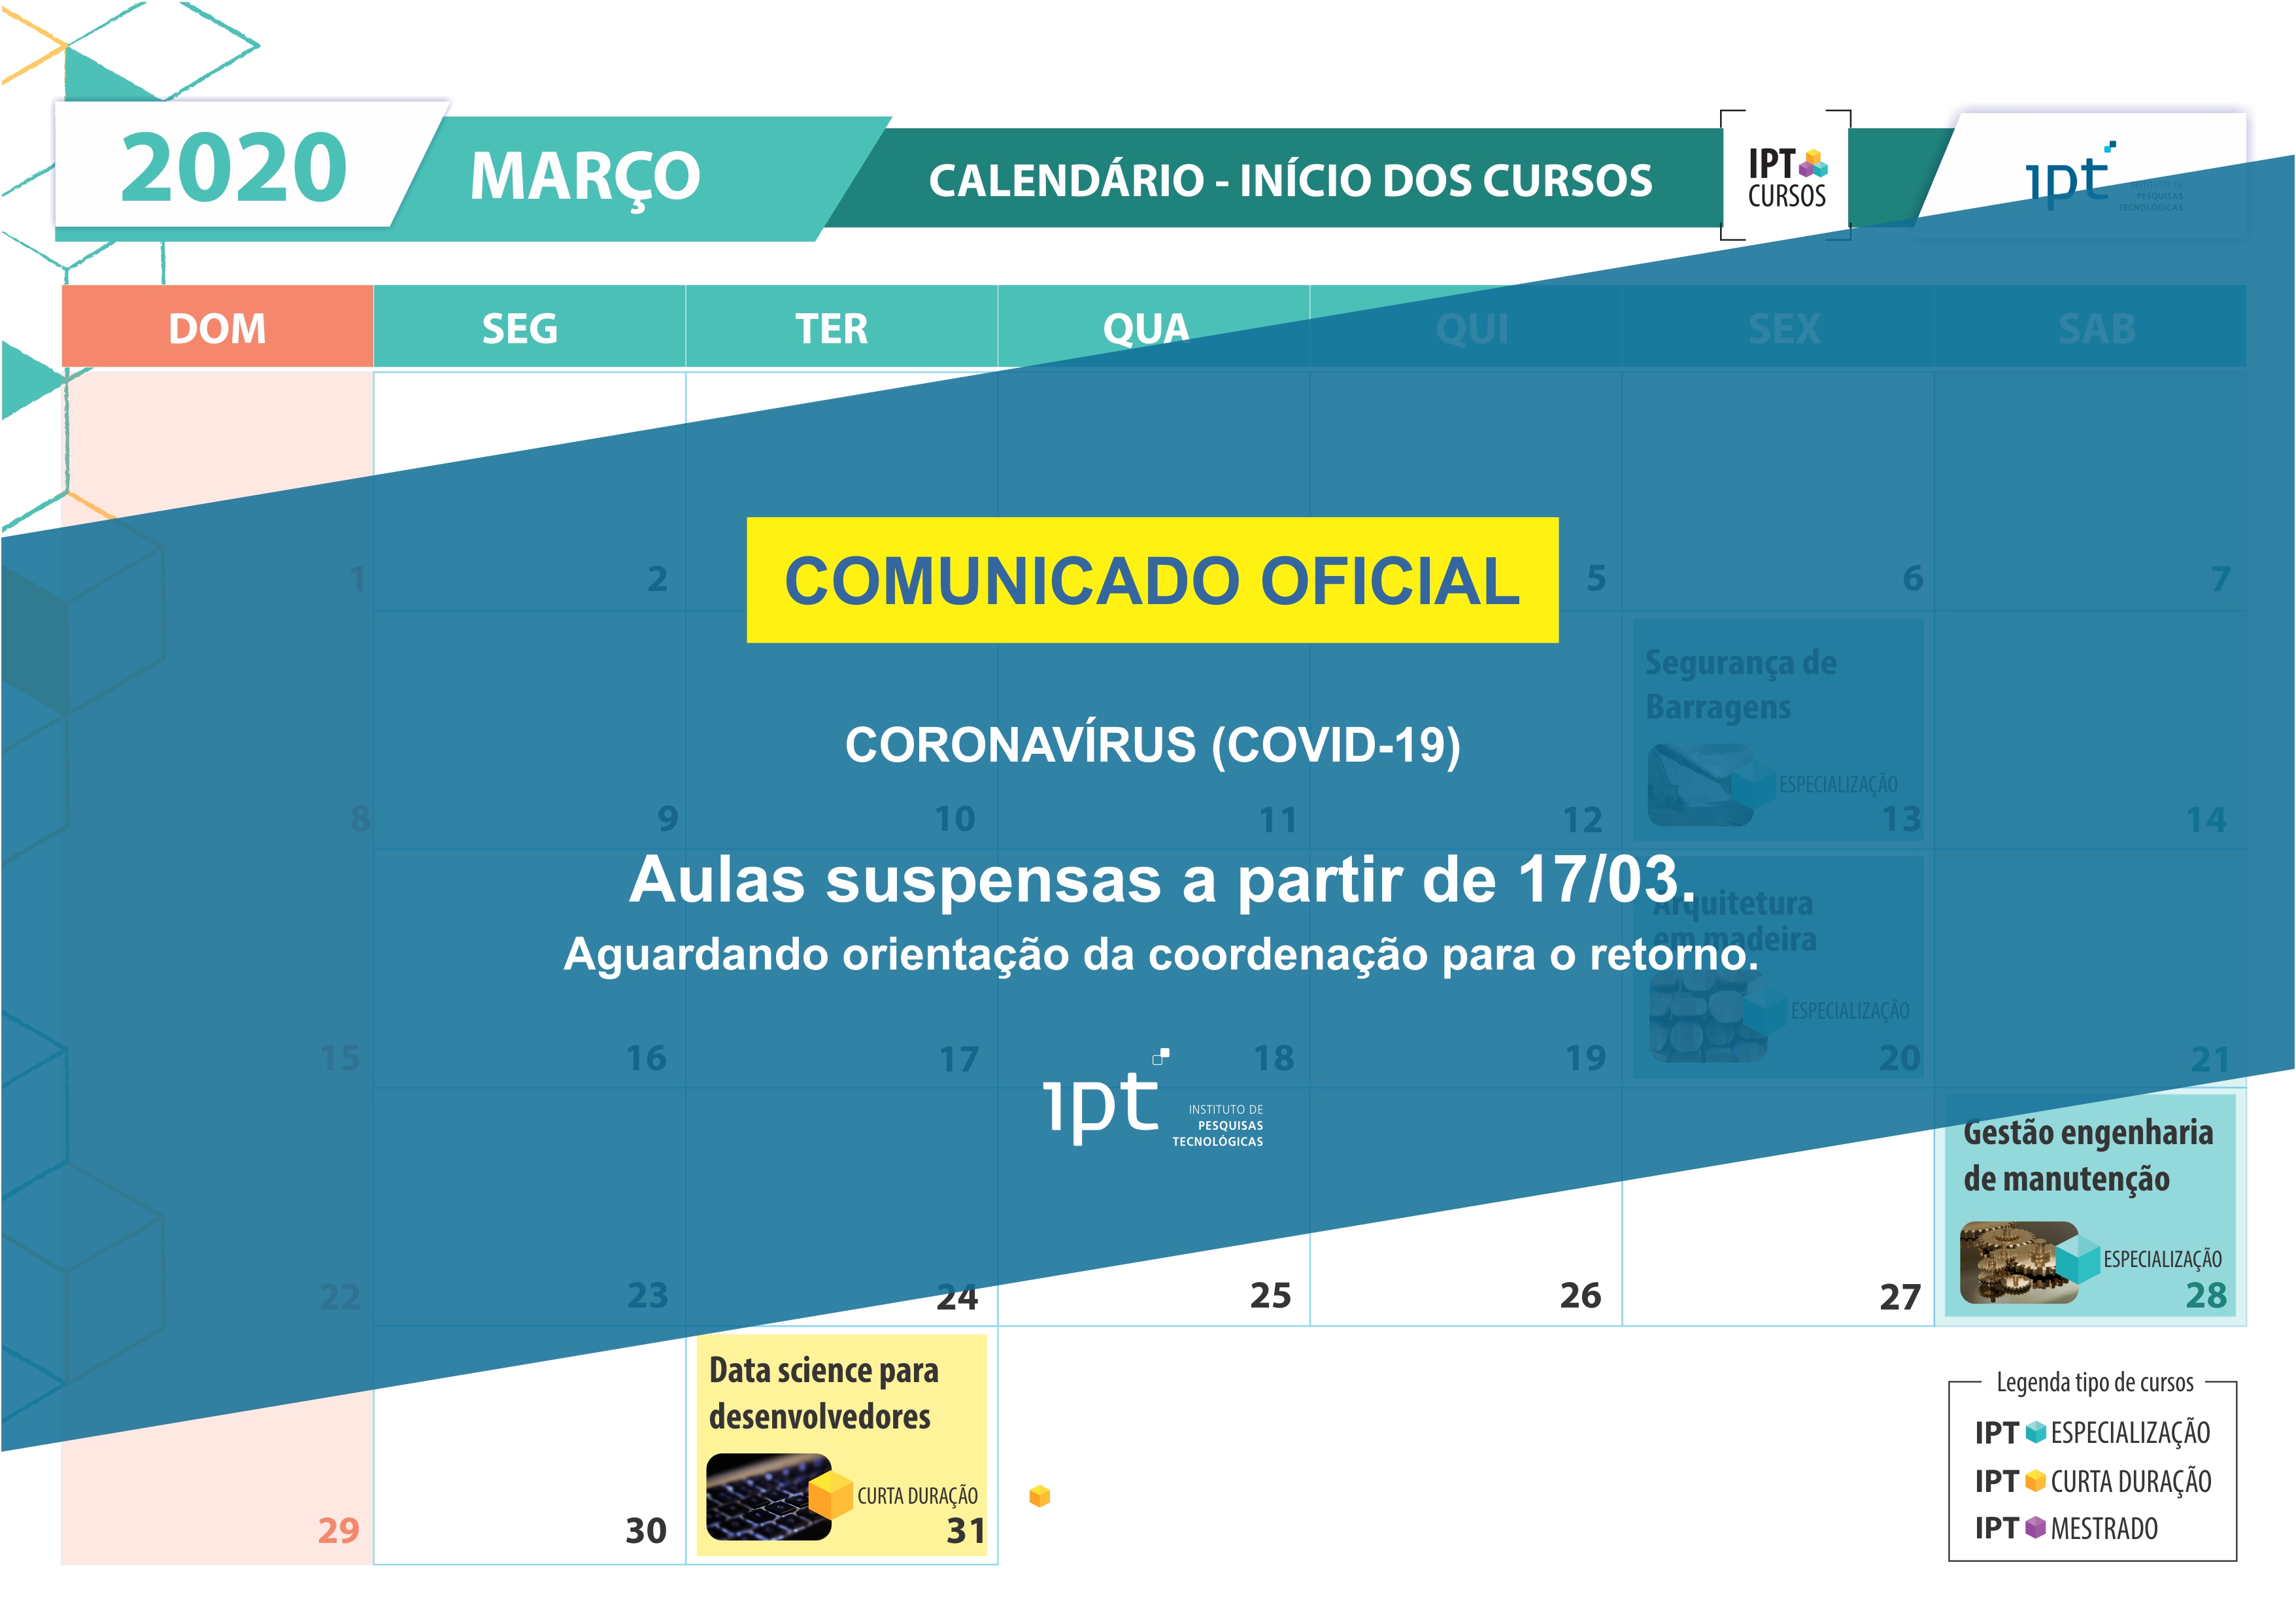 2020
MARÇO
CALENDÁRIO - INÍCIO DOS CURSOS
IPT
CURSOS
ipt
INSTITUTO DE
PESQUISAS
TECNOLÓGICAS
DOM SEG TER QUA QUI SEX SAB
COMUNICADO OFICIAL
1 2 5 6 7
Segurança de
Barragens
CORONAVÍRUS (COVID-19)
ESPECIALIZAÇÃO
8 9 10 11 12 13 14
Aulas suspensas a partir de 17/03.
Arquitetura
em madeira
Aguardando orientação da coordenação para o retorno.
ESPECIALIZAÇÃO
15 16 17 18 19 20 21
ipt
INSTITUTO DE
PESQUISAS
TECNOLÓGICAS
Gestão engenharia
de manutenção
ESPECIALIZAÇÃO
22 23 24 25 26 27 28
Data science para
desenvolvedores
CURTA DURAÇÃO
29 30 31
Legenda tipo de cursos
IPT ESPECIALIZAÇÃO
IPT CURTA DURAÇÃO
IPT MESTRADO